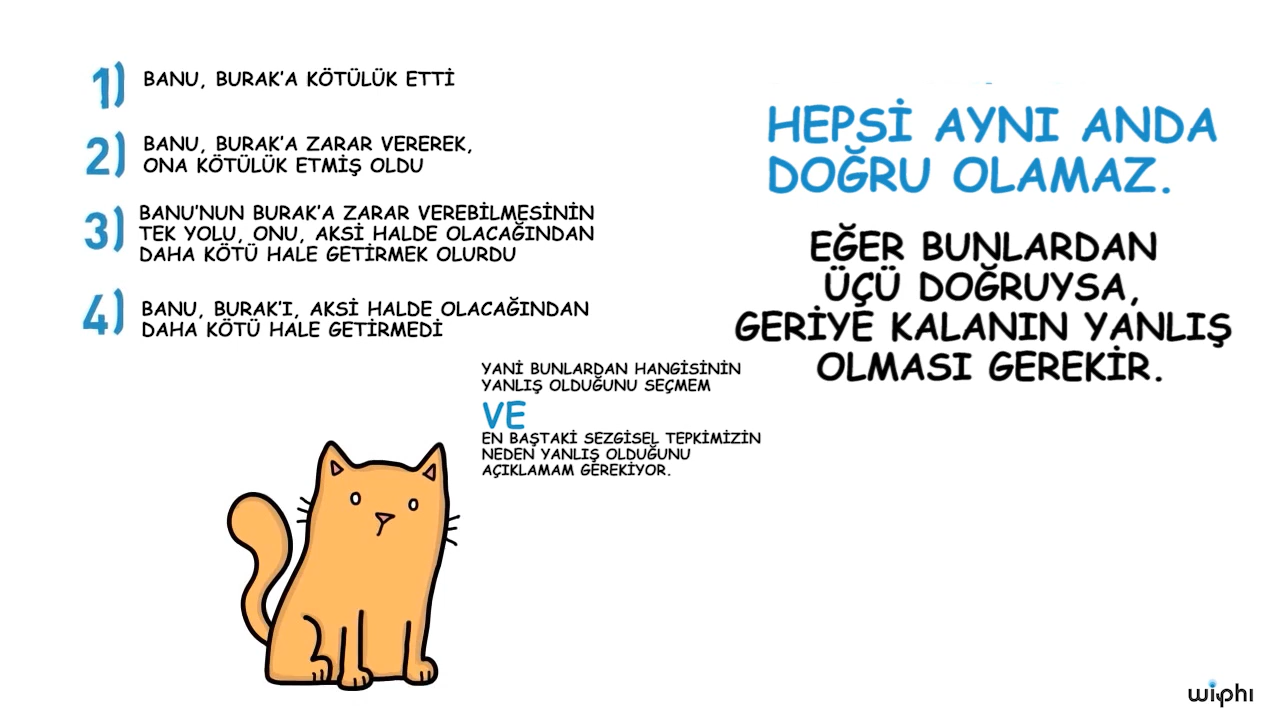 1) BANU, BURAK'A KÖTÜLÜK ETTİ
2) BANU, BURAK'A ZARAR VEREREK,
ONA KÖTÜLÜK ETMİŞ OLDU
3) BANU'NUN BURAK'A ZARAR VEREBİLMESİNİN
TEK YOLU, ONU, AKSİ HALDE OLACAĞINDAN
DAHA KÖTÜ HALE GETİRMEK OLURDU
4) BANU, BURAK'I, AKSİ HALDE OLACAĞINDAN
DAHA KÖTÜ HALE GETİRMEDİ
HEPSİ AYNI ANDA
DOĞRU OLAMAZ.
EĞER BUNLARDAN
ÜÇÜ DOĞRUYSA,
GERİYE KALANIN YANLIŞ
OLMASI GEREKİR.
YANİ BUNLARDAN HANGİSİNİN
YANLIŞ OLDUĞUNU SEÇMEM
VE
EN BAŞTAKİ SEZGİSEL TEPKİMİZİN
NEDEN YANLIŞ OLDUĞUNU
AÇIKLAMAM GEREKİYOR.
wiphi